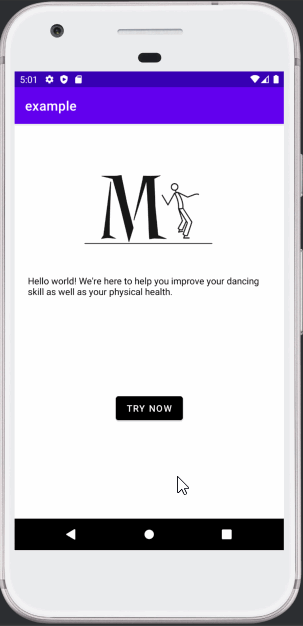 5:01
example
M
Hello world! We're here to help you improve your dancing
skill as well as your physical health.
TRY NOW